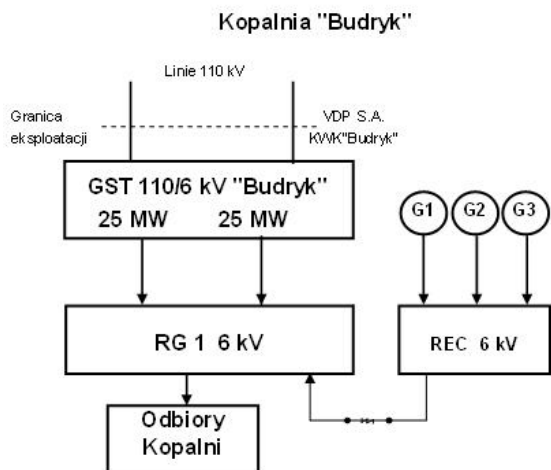 Kopalnia "Budryk"
Linie 110 kV
Granica
eksploatacji
VDP S.A.
KWK"Budryk"
GST 110/6 kV "Budryk"
25 MW 25 MW
G1 G2 G3
RG 1 6 kV
REC 6 kV
Odbiory
Kopalni